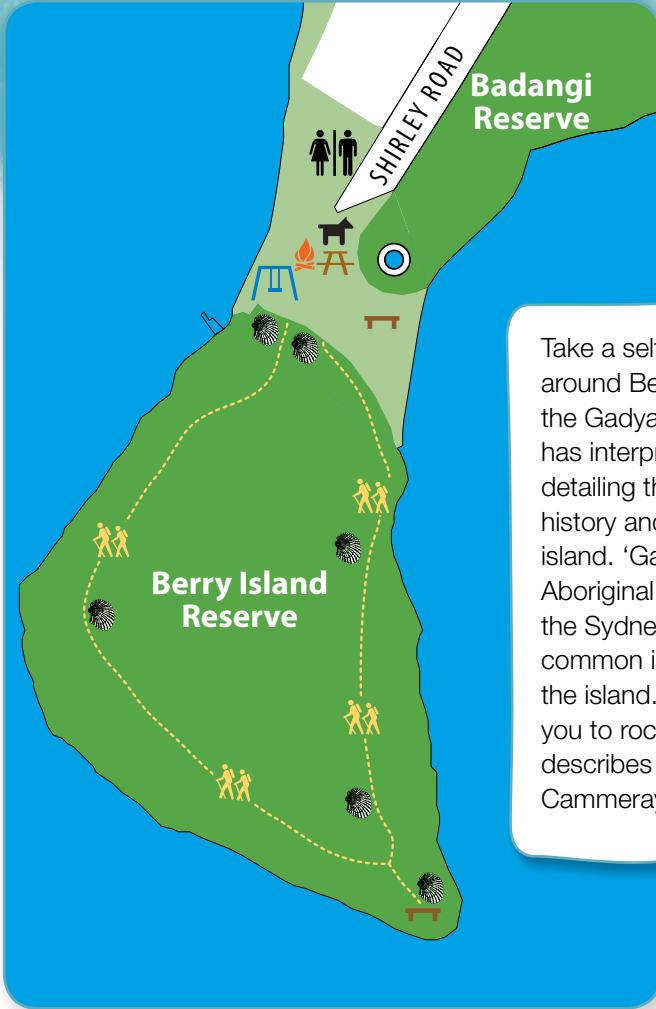 SHIRLEY ROAD
Badangi
Reserve
Berry Island
Reserve
Take a self
around Be
the Gadya
has interpr
detailing th
history and
island. ‘Ga
Aboriginal
the Sydne
common i
the island.
you to roc
describes
Cammeray